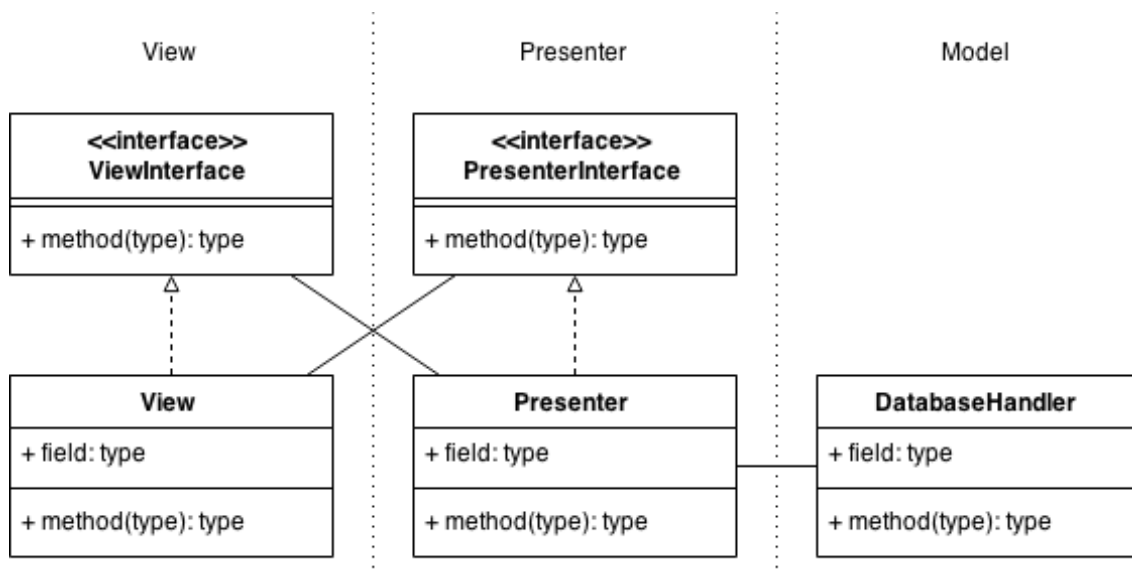 View
Presenter
Model
<<interface>>
ViewInterface
+ method(type): type
<<interface>>
PresenterInterface
+ method(type): type
View
+ field: type
+ method(type): type
Presenter
+ field: type
+ method(type): type
DatabaseHandler
+ field: type
+ method(type): type